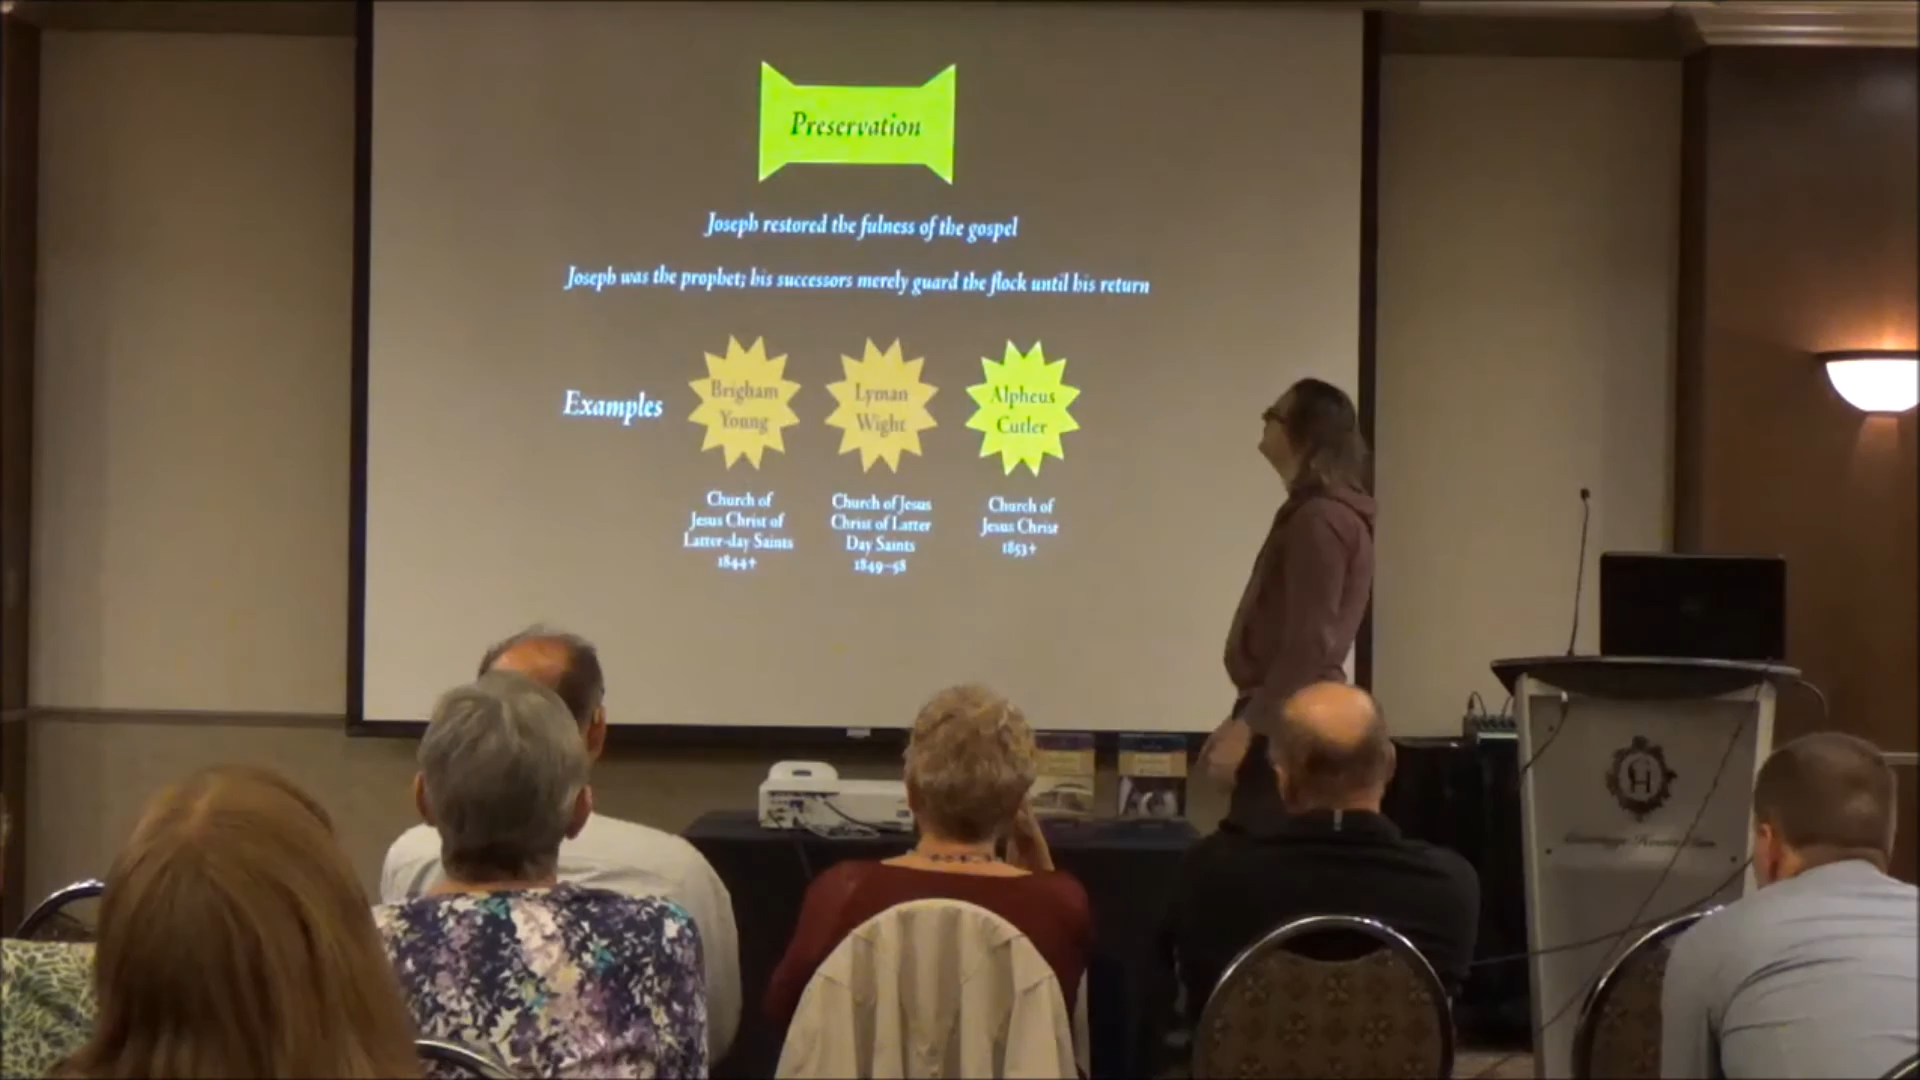 Preservation
Joseph restored the fulness of the gospel
Joseph was the prophet; his successors merely guard the flock until his return
Examples
Brigham
Young
Lyman
Wight
Alpheus
Cutler
Church of
Jesus Christ of
Latter-day Saints
1844+
Church of Jesus
Christ of Latter
Day Saints
1849–58
Church of
Jesus Christ
1853+